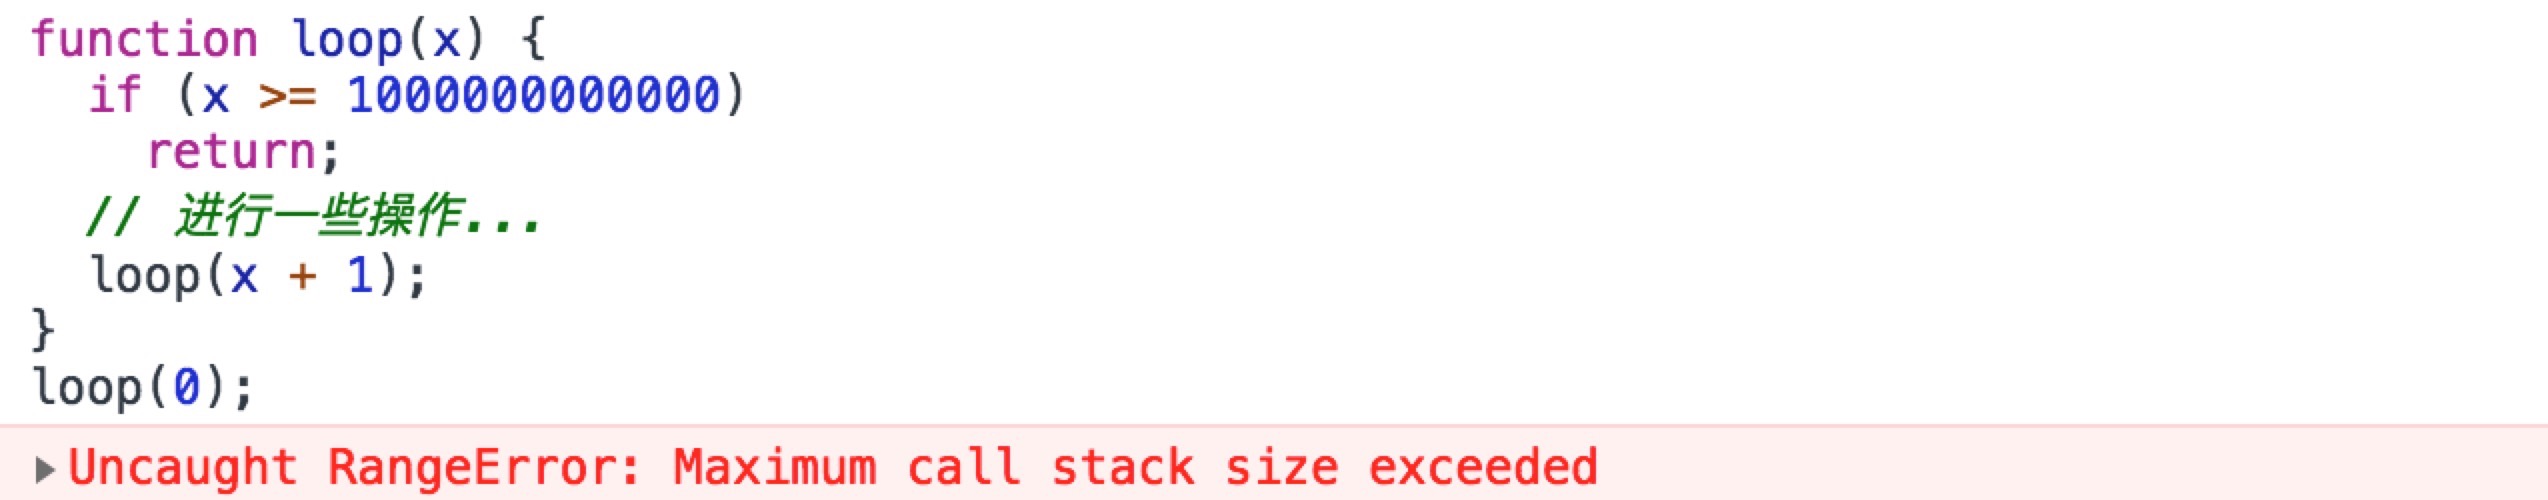 function loop(x) {
  if (x >= 1000000000000)
    return;
  // 进行一些操作...
  loop(x + 1);
}
loop(0);
Uncaught RangeError: Maximum call stack size exceeded